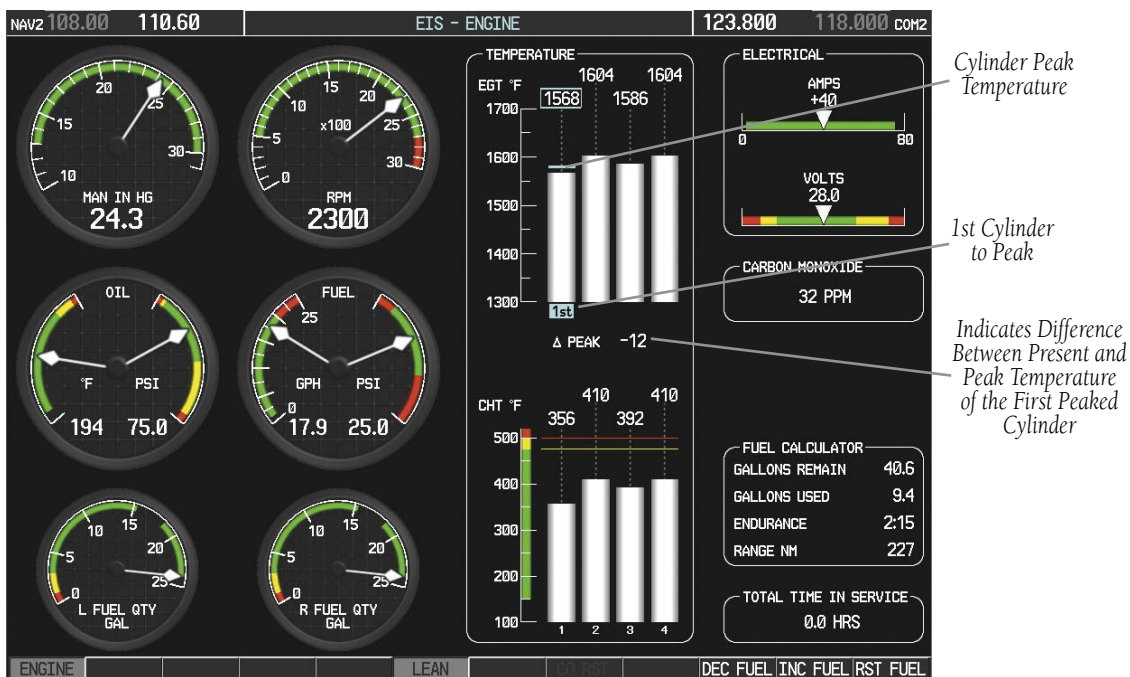 NAV2 108.00 110.60 EIS - ENGINE 123.800 118.000 COM2
10
15
20
25
30
MAN IN HG
24.3
0
5
10
15
20
25
30
x100
RPM
2300
OIL
°F PSI
194 75.0
FUEL
25
0
GPH PSI
17.9 25.0
0
5
10
15
20
25
L FUEL QTY
GAL
0
5
10
15
20
25
R FUEL QTY
GAL
TEMPERATURE
EGT °F
1604 1604
1568 1586
1700
1600
1500
1400
1300
1st
Δ PEAK -12
CHT °F
410 410
356 392
500
400
300
200
100
1 2 3 4
ELECTRICAL
AMPS
+40
0 80
VOLTS
28.0
CARBON MONOXIDE
32 PPM
FUEL CALCULATOR
GALLONS REMAIN 40.6
GALLONS USED 9.4
ENDURANCE 2:15
RANGE NM 227
TOTAL TIME IN SERVICE
0.0 HRS
ENGINE LEAN CO RST DEC FUEL INC FUEL RST FUEL
Cylinder Peak
Temperature
1st Cylinder
to Peak
Indicates Difference
Between Present and
Peak Temperature
of the First Peaked
Cylinder